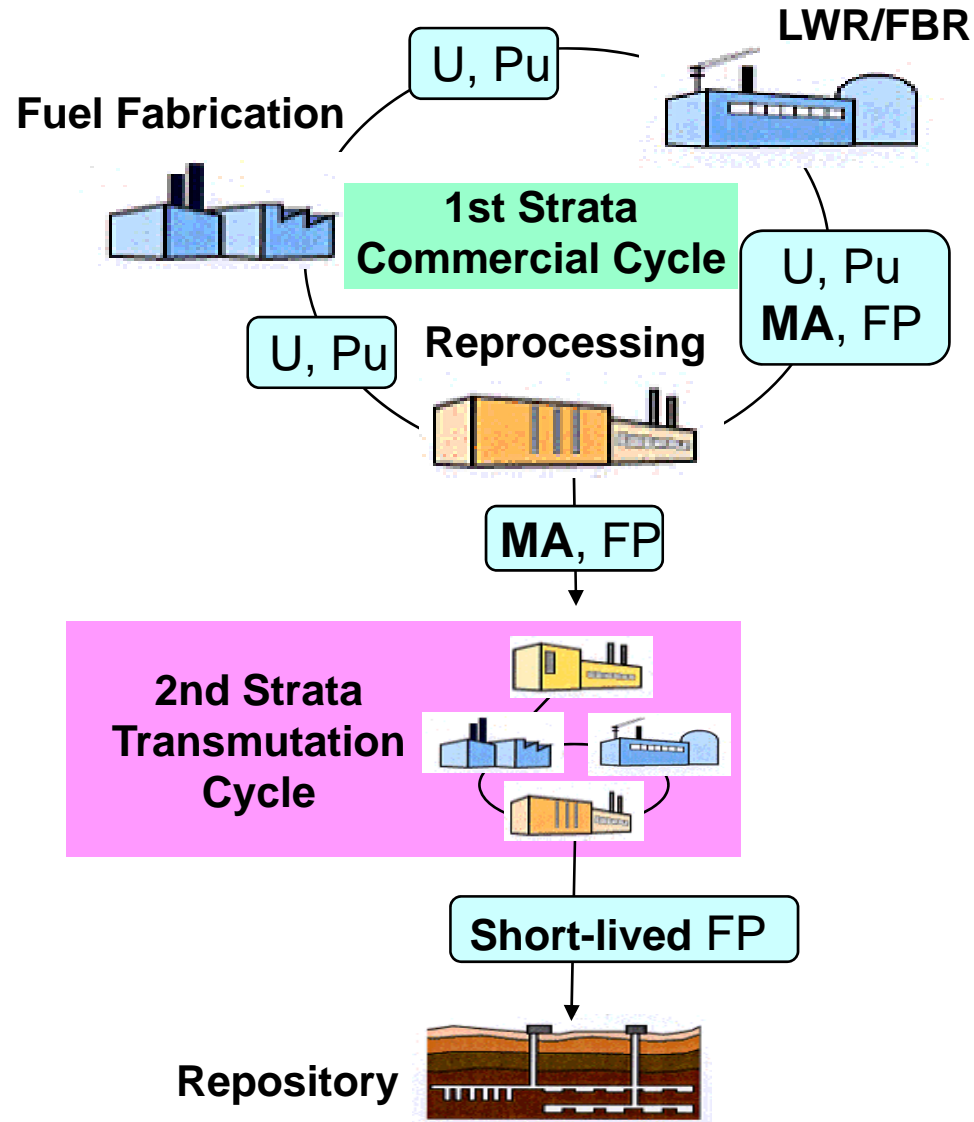 LWR/FBR
U, Pu
Fuel Fabrication
1st Strata
Commercial Cycle
U, Pu
MA, FP
U, Pu
Reprocessing
MA, FP
2nd Strata
Transmutation
Cycle
Short-lived FP
Repository